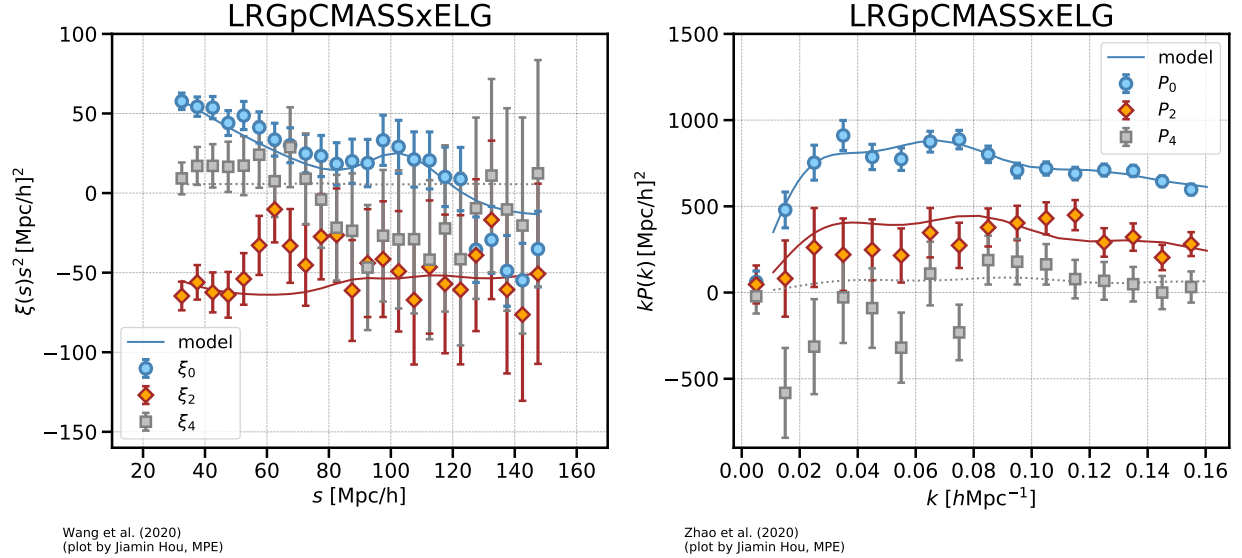 LRGpCMASSxELG
100
50
0
−50
−100
−150
ξ(s)s² [Mpc/h]²
model
ξ₀
ξ₂
ξ₄
20 40 60 80 100 120 140 160
s [Mpc/h]
Wang et al. (2020)
(plot by Jiamin Hou, MPE)
LRGpCMASSxELG
1500
1000
500
0
−500
kP(k) [Mpc/h]²
model
P₀
P₂
P₄
0.00 0.02 0.04 0.06 0.08 0.10 0.12 0.14 0.16
k [hMpc⁻¹]
Zhao et al. (2020)
(plot by Jiamin Hou, MPE)